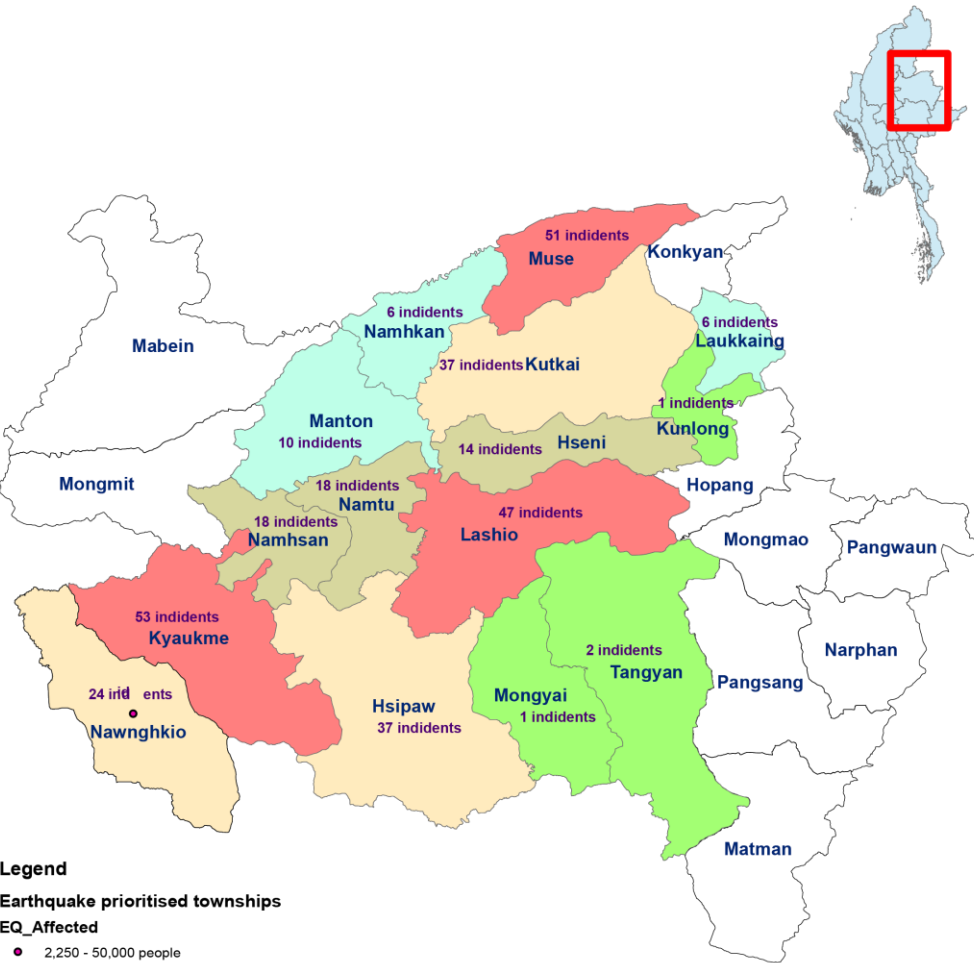 51 indidents
Muse
Konkyan
6 indidents
Namhkan
6 indidents
Laukkaing
Mabein
37 indidents Kutkai
1 indidents
Kunlong
Manton
10 indidents
14 indidents
Hseni
Mongmit
18 indidents
Namtu
Hopang
47 indidents
Lashio
18 indidents
Namhsan
Mongmao
Pangwaun
53 indidents
Kyaukme
2 indidents
Tangyan
Narphan
Pangsang
24 indidents
Nawnghkio
Hsipaw
37 indidents
Mongyai
1 indidents
Matman
Legend
Earthquake prioritised townships
EQ_Affected
2,250 - 50,000 people